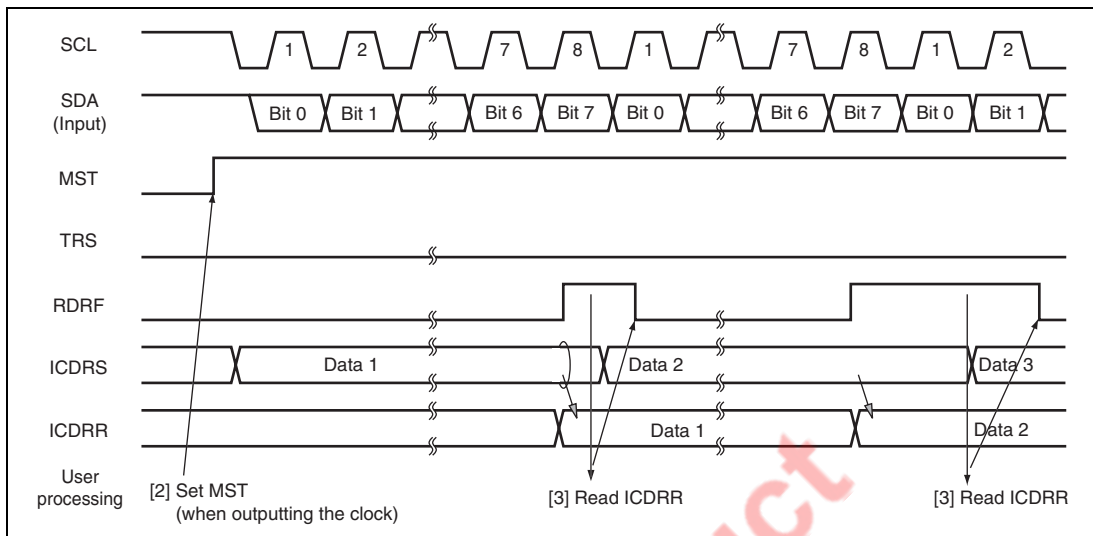 SCL 1 2 7 8 1 7 8 1 2
SDA
(Input)
Bit 0 Bit 1 Bit 6 Bit 7 Bit 0 Bit 6 Bit 7 Bit 0 Bit 1
MST
TRS
RDRF
ICDRS Data 1 Data 2 Data 3
ICDRR Data 1 Data 2
User
processing
[2] Set MST
(when outputting the clock)
[3] Read ICDRR
[3] Read ICDRR
uct